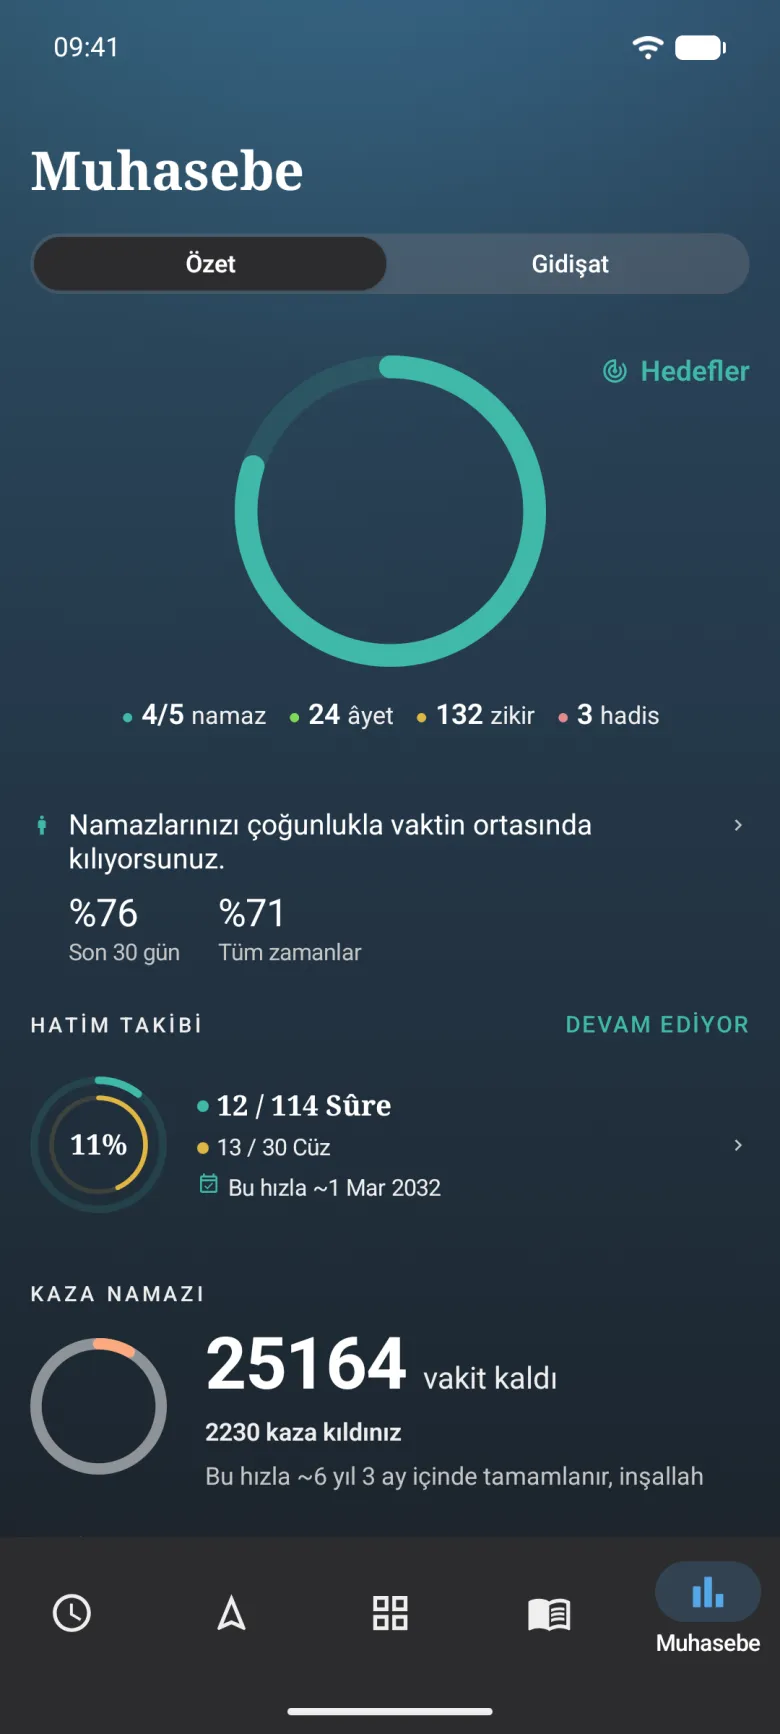 09:41
Muhasebe
Özet
Gidişat
Hedefler
4/5 namaz
24 âyet
132 zikir
3 hadis
Namazlarınızı çoğunlukla vaktin ortasında
kılıyorsunuz.
%76
%71
Son 30 gün
Tüm zamanlar
HATİM TAKİBİ
DEVAM EDİYOR
11%
12 / 114 Sûre
13 / 30 Cüz
Bu hızla ~1 Mar 2032
KAZA NAMAZI
25164 vakit kaldı
2230 kaza kıldınız
Bu hızla ~6 yıl 3 ay içinde tamamlanır, inşallah
Muhasebe